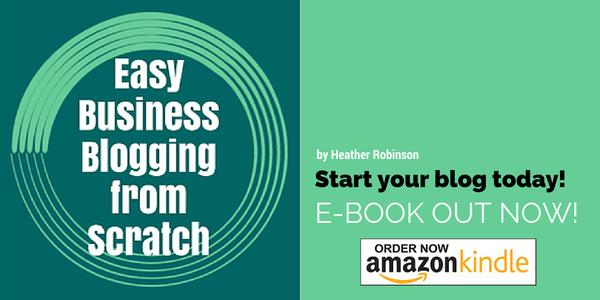 Easy
Business
Blogging
from
scratch
by Heather Robinson
Start your blog today!
E-BOOK OUT NOW!
ORDER NOW
amazonkindle